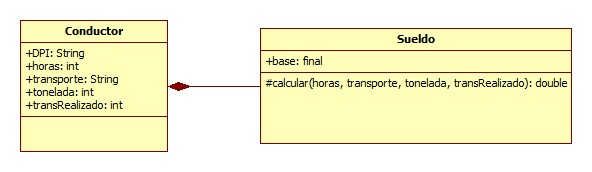 Conductor
+DPI: String
+horas: int
+transporte: String
+tonelada: int
+transRealizado: int
Sueldo
+base: final
#calcular(horas, transporte, tonelada, transRealizado): double